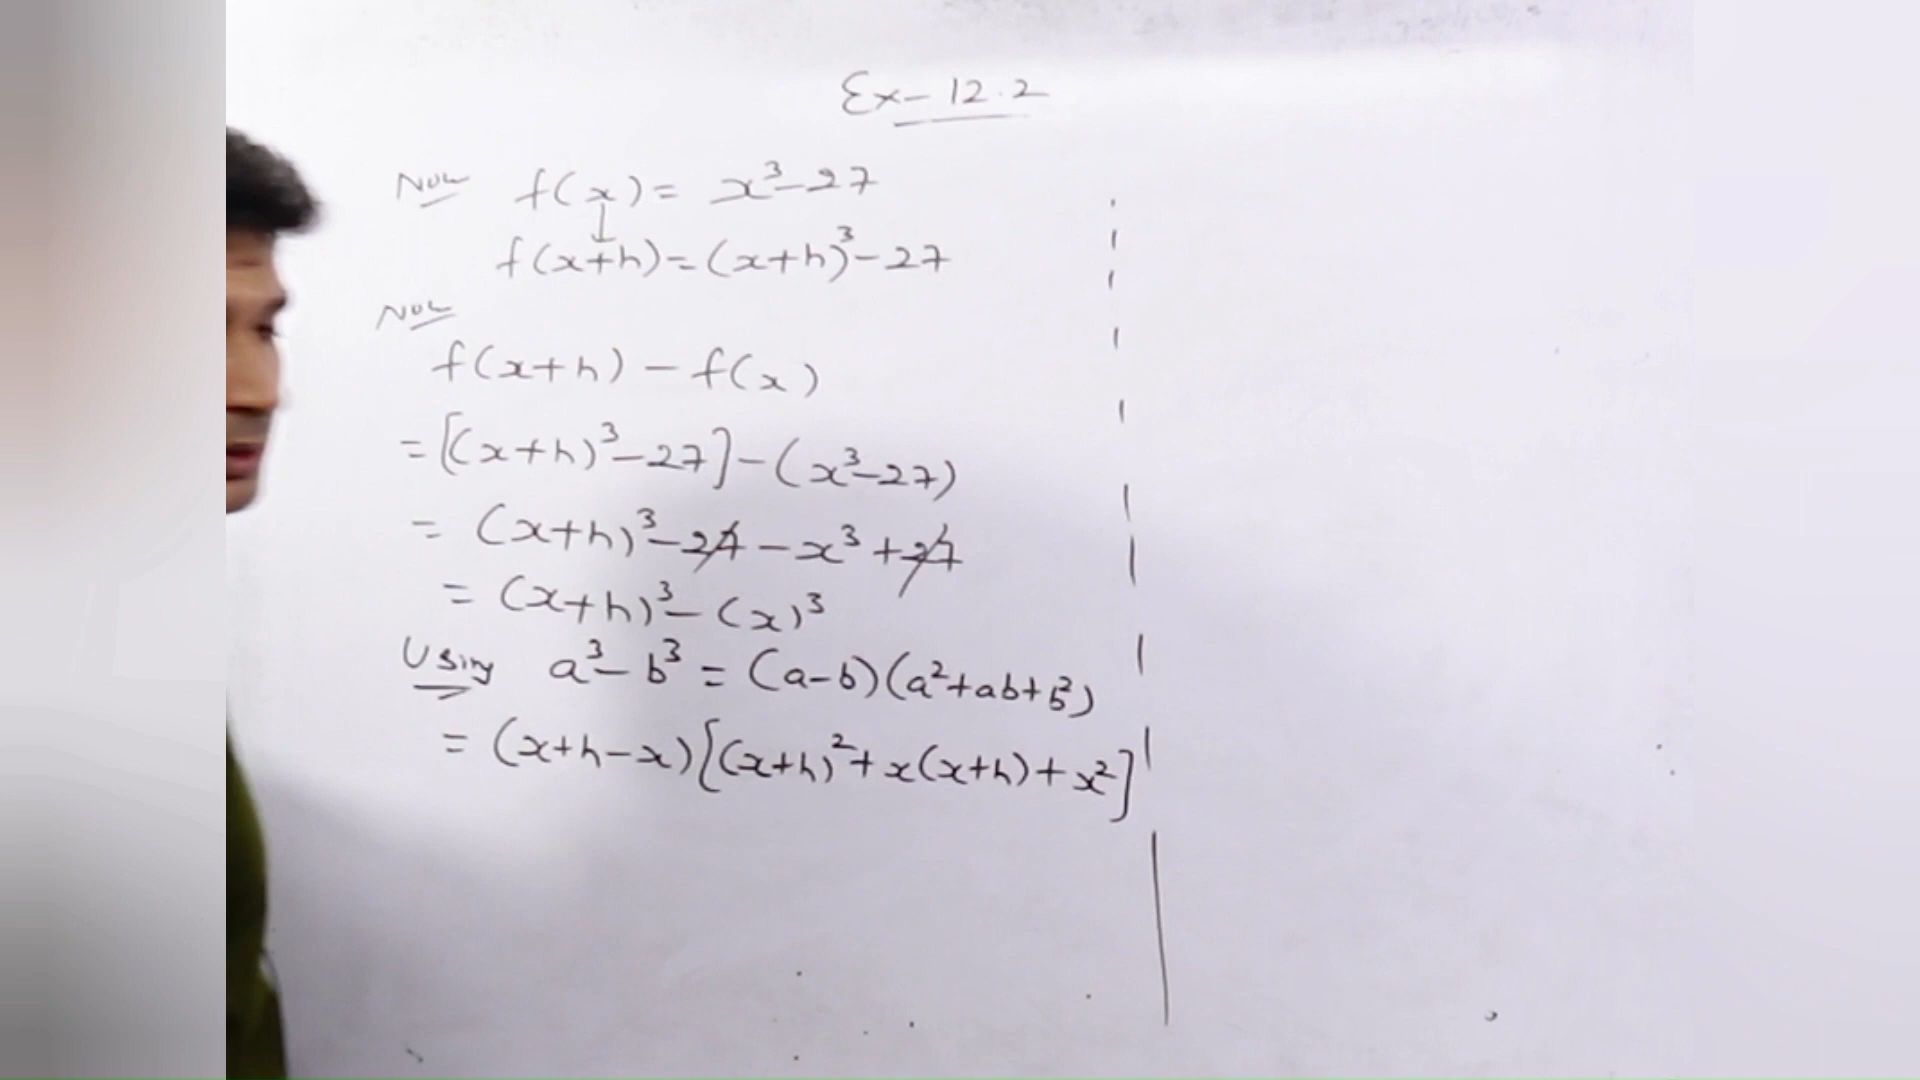 Ex-12.2
Now f(x) = x³-27
f(x+h) = (x+h)³-27
Now
f(x+h) - f(x)
= [(x+h)³-27] - (x³-27)
= (x+h)³-27 - x³ + 27
= (x+h)³ - (x)³
Using a³-b³ = (a-b)(a²+ab+b²)
= (x+h-x)[(x+h)²+x(x+h)+x²]